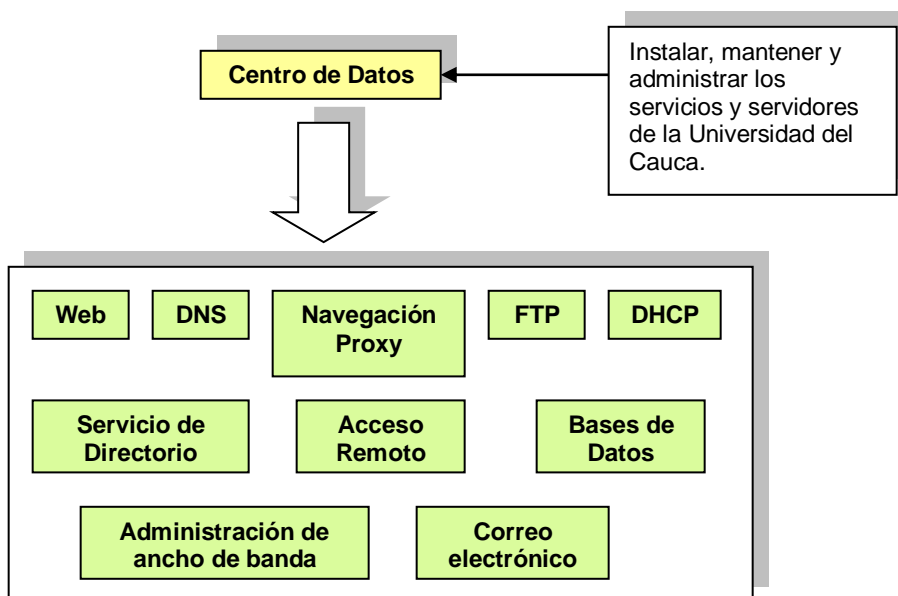 Centro de Datos
Instalar, mantener y
administrar los
servicios y servidores
de la Universidad del
Cauca.
Web
DNS
Navegación
Proxy
FTP
DHCP
Servicio de
Directorio
Acceso
Remoto
Bases de
Datos
Administración de
ancho de banda
Correo
electrónico